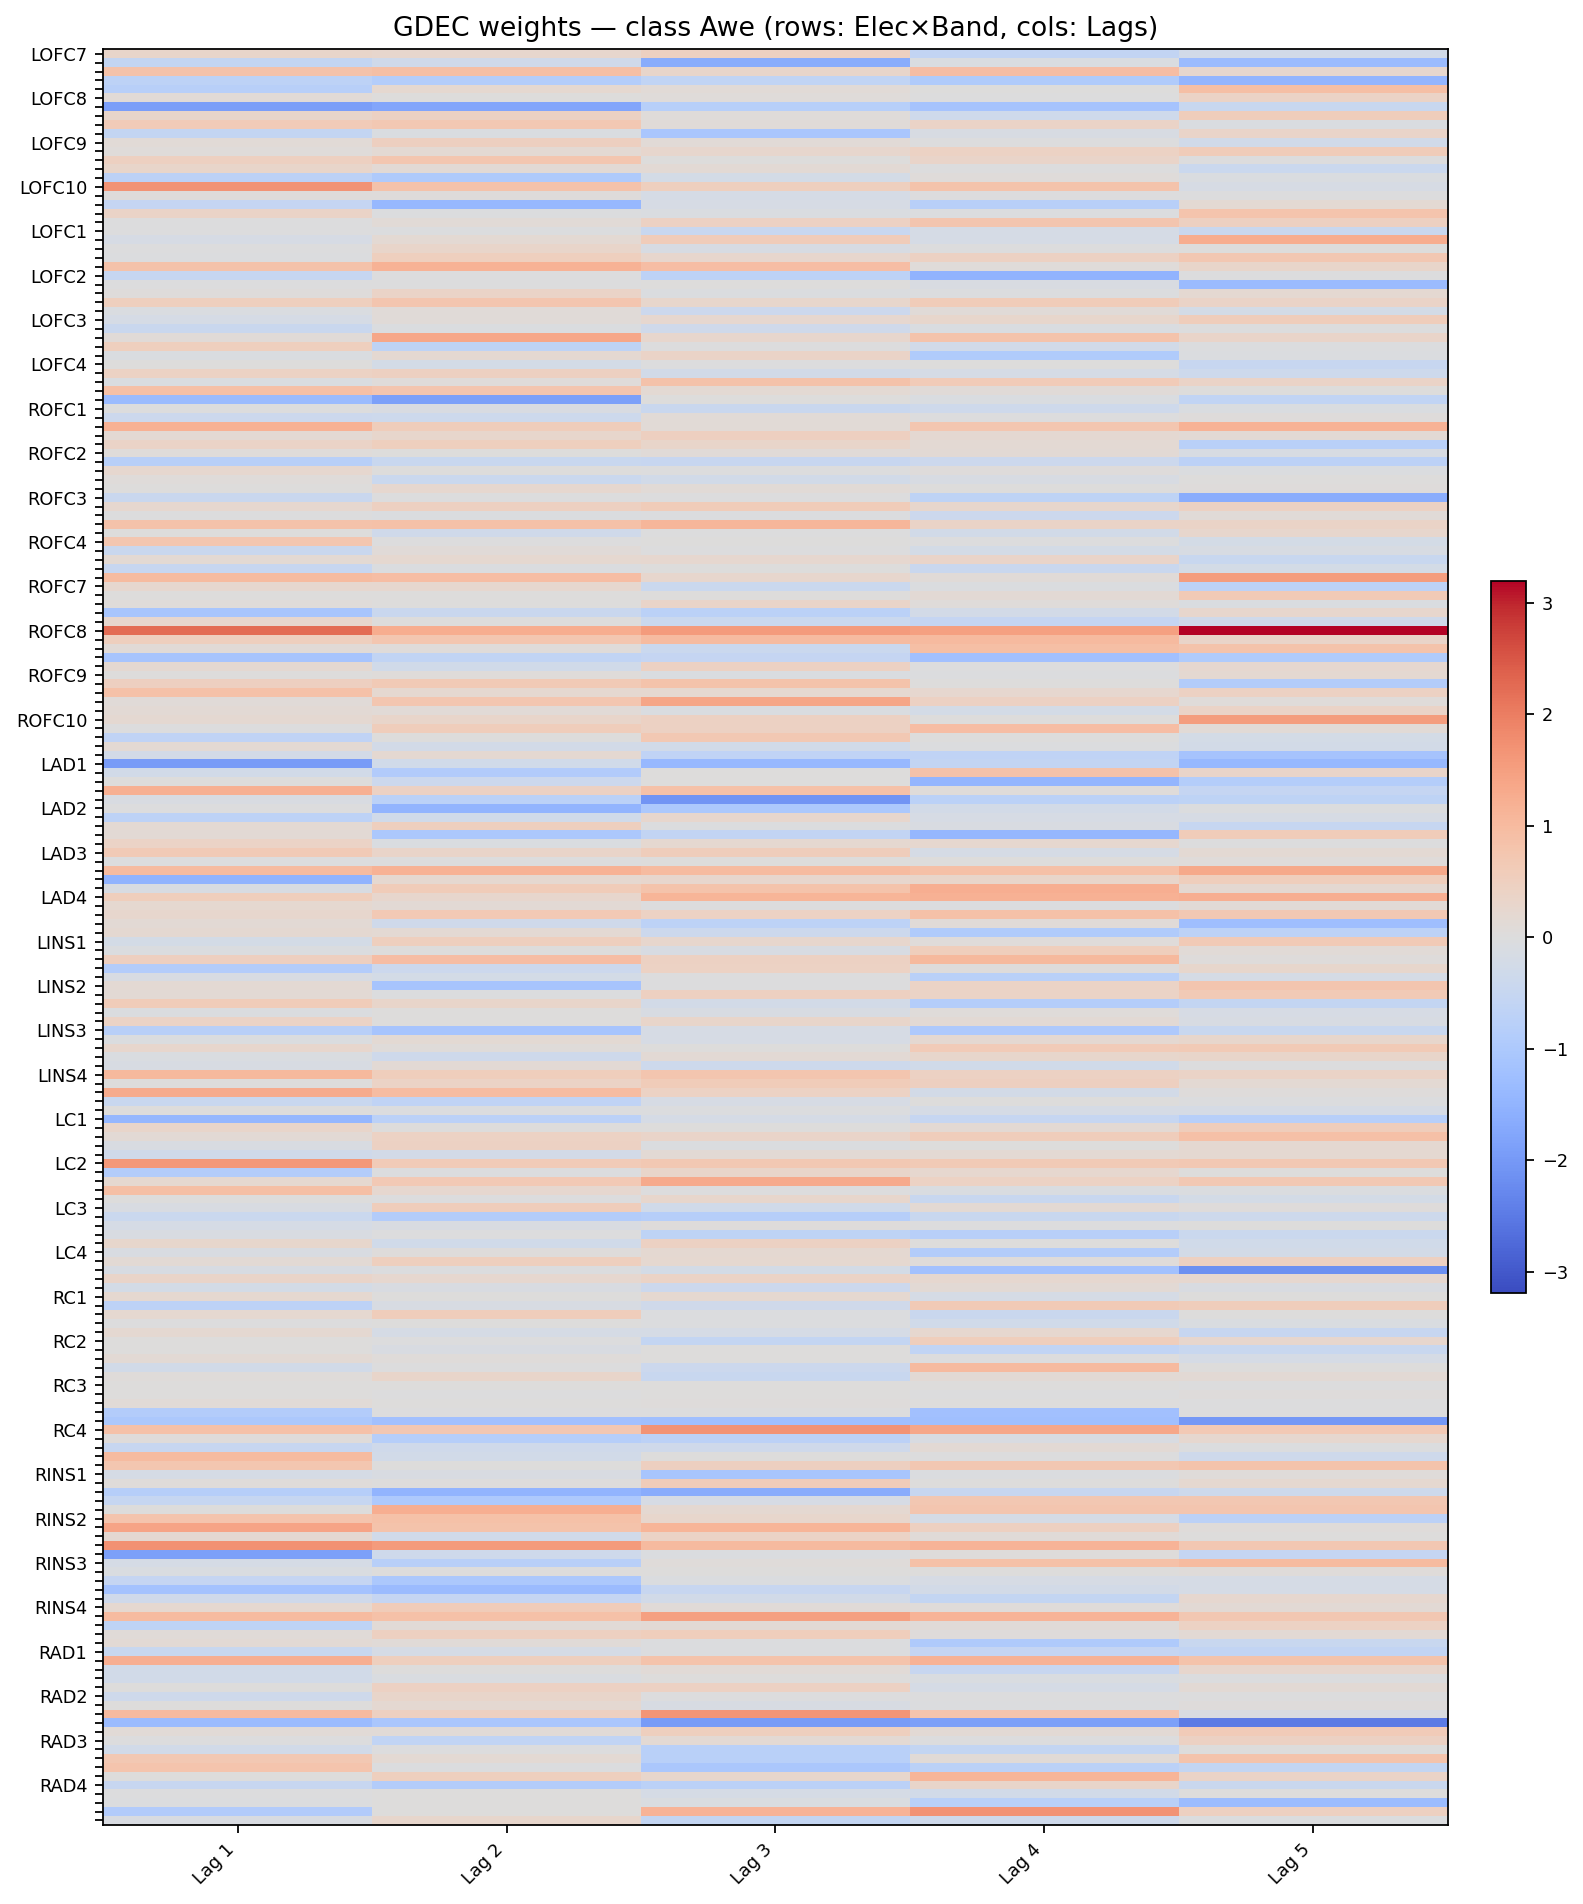 GDEC weights — class Awe (rows: Elec×Band, cols: Lags)
LOFC7
LOFC8
LOFC9
LOFC10
LOFC1
LOFC2
LOFC3
LOFC4
ROFC1
ROFC2
ROFC3
ROFC4
ROFC7
ROFC8
ROFC9
ROFC10
LAD1
LAD2
LAD3
LAD4
LINS1
LINS2
LINS3
LINS4
LC1
LC2
LC3
LC4
RC1
RC2
RC3
RC4
RINS1
RINS2
RINS3
RINS4
RAD1
RAD2
RAD3
RAD4
Lag 1
Lag 2
Lag 3
Lag 4
Lag 5
3
2
1
0
−1
−2
−3